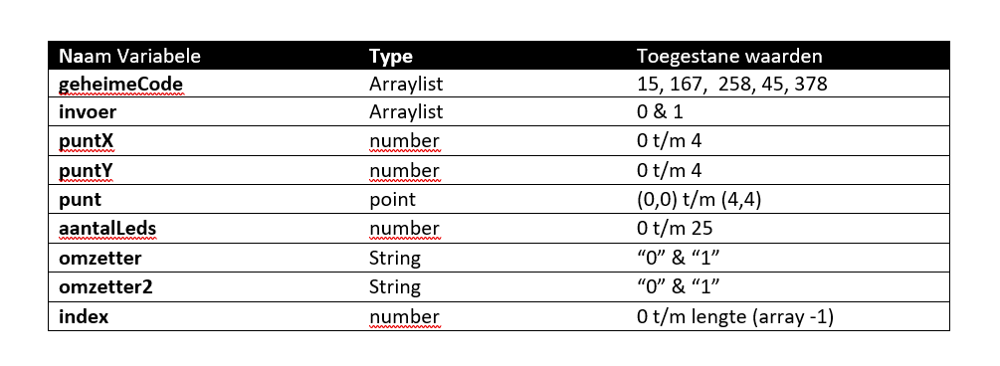 Naam Variabele Type Toegestane waarden
geheimeCode Arraylist 15, 167,  258, 45, 378
invoer Arraylist 0 & 1
puntX number 0 t/m 4
puntY number 0 t/m 4
punt point (0,0) t/m (4,4)
aantalLeds number 0 t/m 25
omzetter String “0” & “1”
omzetter2 String “0” & “1”
index number 0 t/m lengte (array -1)